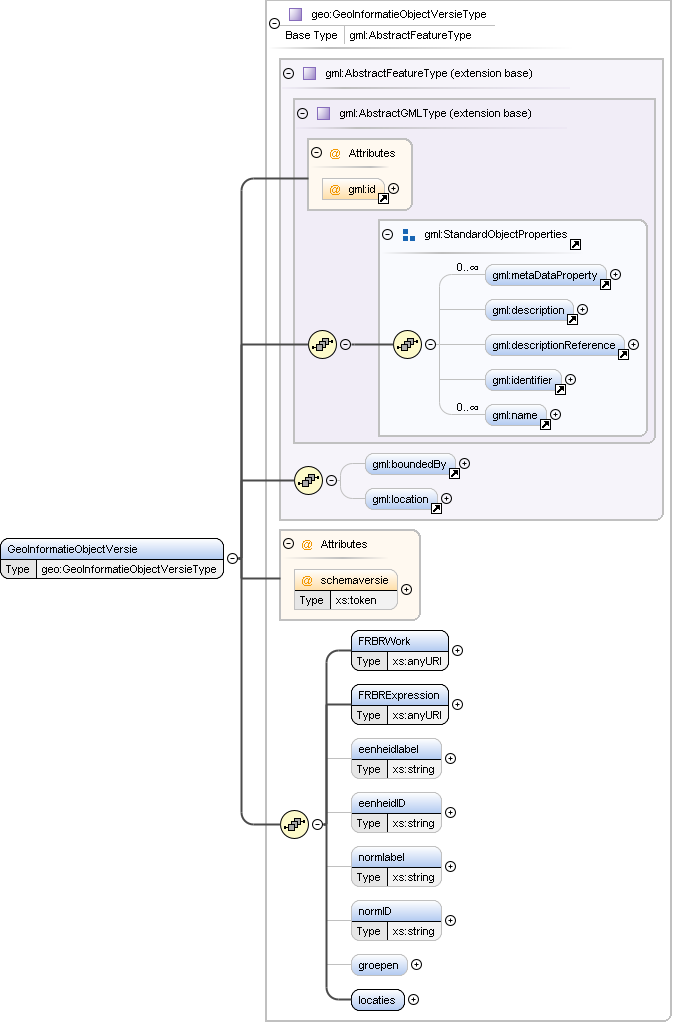 geo:GeoInformatieObjectVersieType
Base Type gml:AbstractFeatureType
gml:AbstractFeatureType (extension base)
gml:AbstractGMLType (extension base)
@ Attributes
@ gml:id
gml:StandardObjectProperties
0..∞ gml:metaDataProperty
gml:description
gml:descriptionReference
gml:identifier
0..∞ gml:name
gml:boundedBy
gml:location
GeoInformatieObjectVersie
Type geo:GeoInformatieObjectVersieType
@ Attributes
@ schemaversie
Type xs:token
FRBRWork
Type xs:anyURI
FRBRExpression
Type xs:anyURI
eenheidlabel
Type xs:string
eenheidID
Type xs:string
normlabel
Type xs:string
normID
Type xs:string
groepen
locaties